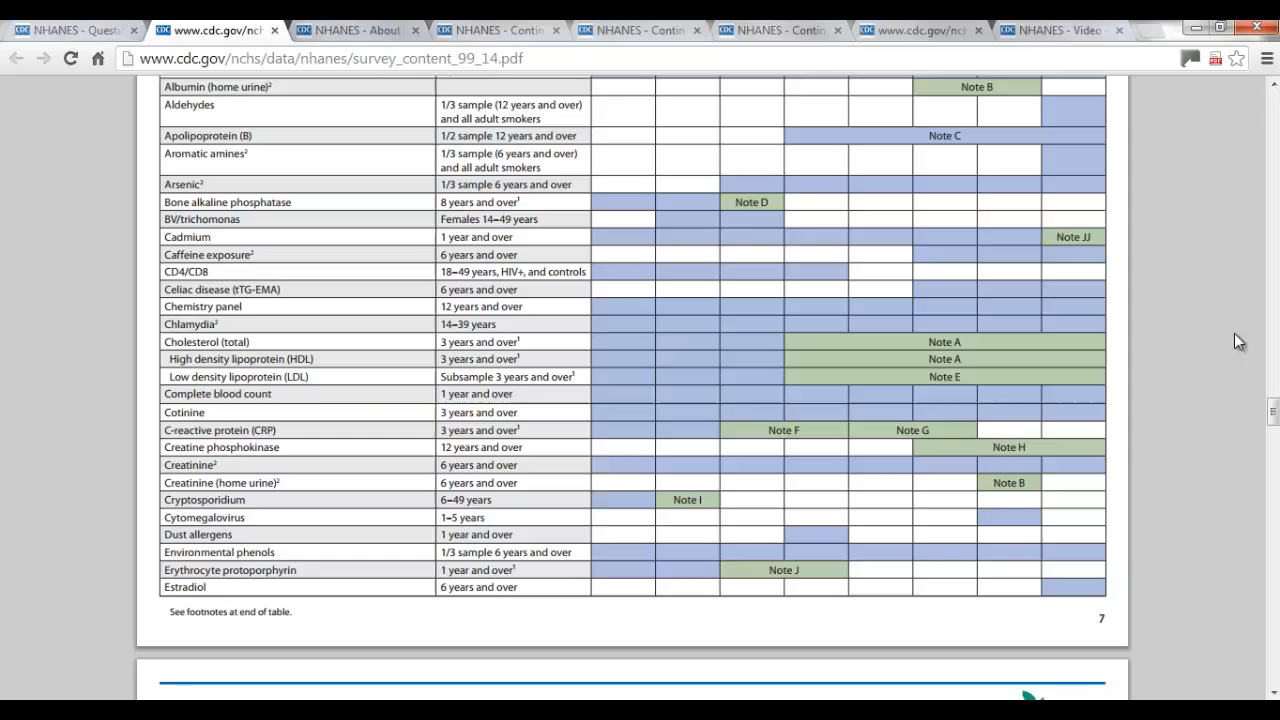 NHANES - Questi
www.cdc.gov/nch
NHANES - About
NHANES - Contin
NHANES - Contin
NHANES - Contin
www.cdc.gov/nch
NHANES - Video -
www.cdc.gov/nchs/data/nhanes/survey_content_99_14.pdf
Albumin (home urine)² Note B
Aldehydes 1/3 sample (12 years and over)
and all adult smokers
Apolipoprotein (B) 1/2 sample 12 years and over Note C
Aromatic amines² 1/3 sample (6 years and over)
and all adult smokers
Arsenic² 1/3 sample 6 years and over
Bone alkaline phosphatase 8 years and over¹ Note D
BV/trichomonas Females 14–49 years
Cadmium 1 year and over Note JJ
Caffeine exposure² 6 years and over
CD4/CD8 18–49 years, HIV+, and controls
Celiac disease (tTG-EMA) 6 years and over
Chemistry panel 12 years and over
Chlamydia² 14–39 years
Cholesterol (total) 3 years and over¹ Note A
High density lipoprotein (HDL) 3 years and over¹ Note A
Low density lipoprotein (LDL) Subsample 3 years and over¹ Note E
Complete blood count 1 year and over
Cotinine 3 years and over
C-reactive protein (CRP) 3 years and over¹ Note F Note G
Creatine phosphokinase 12 years and over Note H
Creatinine² 6 years and over
Creatinine (home urine)² 6 years and over Note B
Cryptosporidium 6–49 years Note I
Cytomegalovirus 1–5 years
Dust allergens 1 year and over
Environmental phenols 1/3 sample 6 years and over
Erythrocyte protoporphyrin 1 year and over¹ Note J
Estradiol 6 years and over
See footnotes at end of table.
7